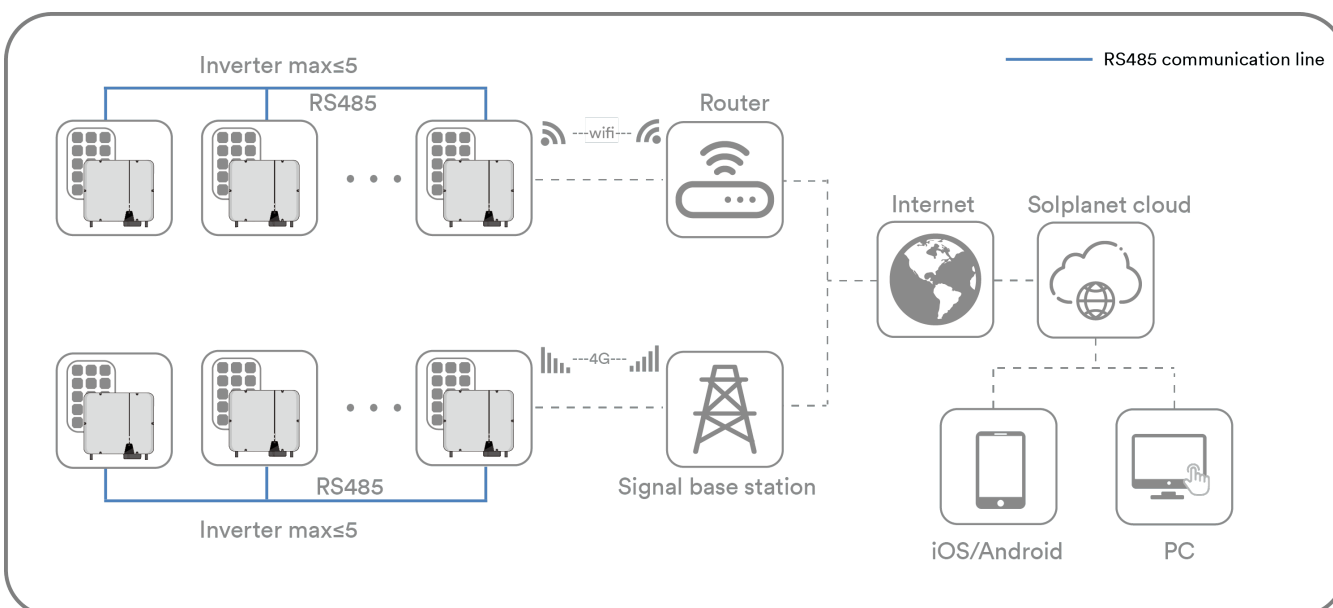 Inverter max≤5
RS485 communication line
RS485
Router
---wifi---
Internet
Solplanet cloud
---4G---
RS485
Signal base station
Inverter max≤5
iOS/Android
PC